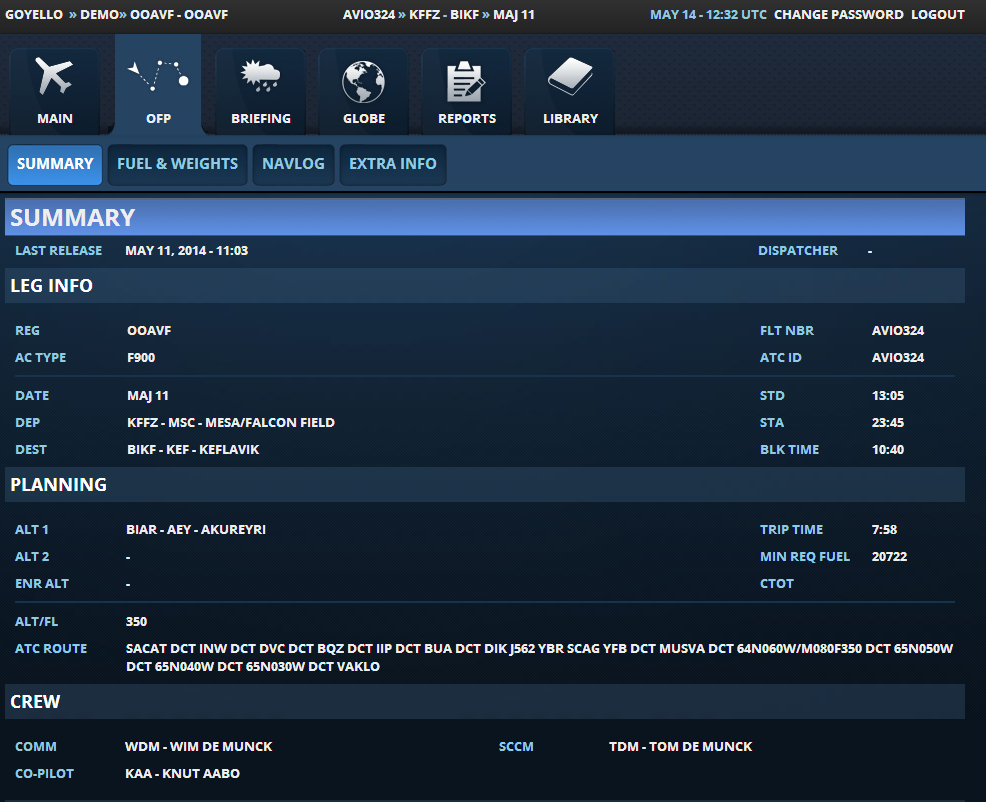 GOYELLO » DEMO» OOAVF - OOAVF AVIO324 » KFFZ - BIKF » MAJ 11 MAY 14 - 12:32 UTC CHANGE PASSWORD LOGOUT
MAIN OFP BRIEFING GLOBE REPORTS LIBRARY
SUMMARY FUEL & WEIGHTS NAVLOG EXTRA INFO
SUMMARY
LAST RELEASE MAY 11, 2014 - 11:03 DISPATCHER -
LEG INFO
REG OOAVF FLT NBR AVIO324
AC TYPE F900 ATC ID AVIO324
DATE MAJ 11 STD 13:05
DEP KFFZ - MSC - MESA/FALCON FIELD STA 23:45
DEST BIKF - KEF - KEFLAVIK BLK TIME 10:40
PLANNING
ALT 1 BIAR - AEY - AKUREYRI TRIP TIME 7:58
ALT 2 - MIN REQ FUEL 20722
ENR ALT - CTOT
ALT/FL 350
ATC ROUTE SACAT DCT INW DCT DVC DCT BQZ DCT IIP DCT BUA DCT DIK J562 YBR SCAG YFB DCT MUSVA DCT 64N060W/M080F350 DCT 65N050W
DCT 65N040W DCT 65N030W DCT VAKLO
CREW
COMM WDM - WIM DE MUNCK SCCM TDM - TOM DE MUNCK
CO-PILOT KAA - KNUT AABO